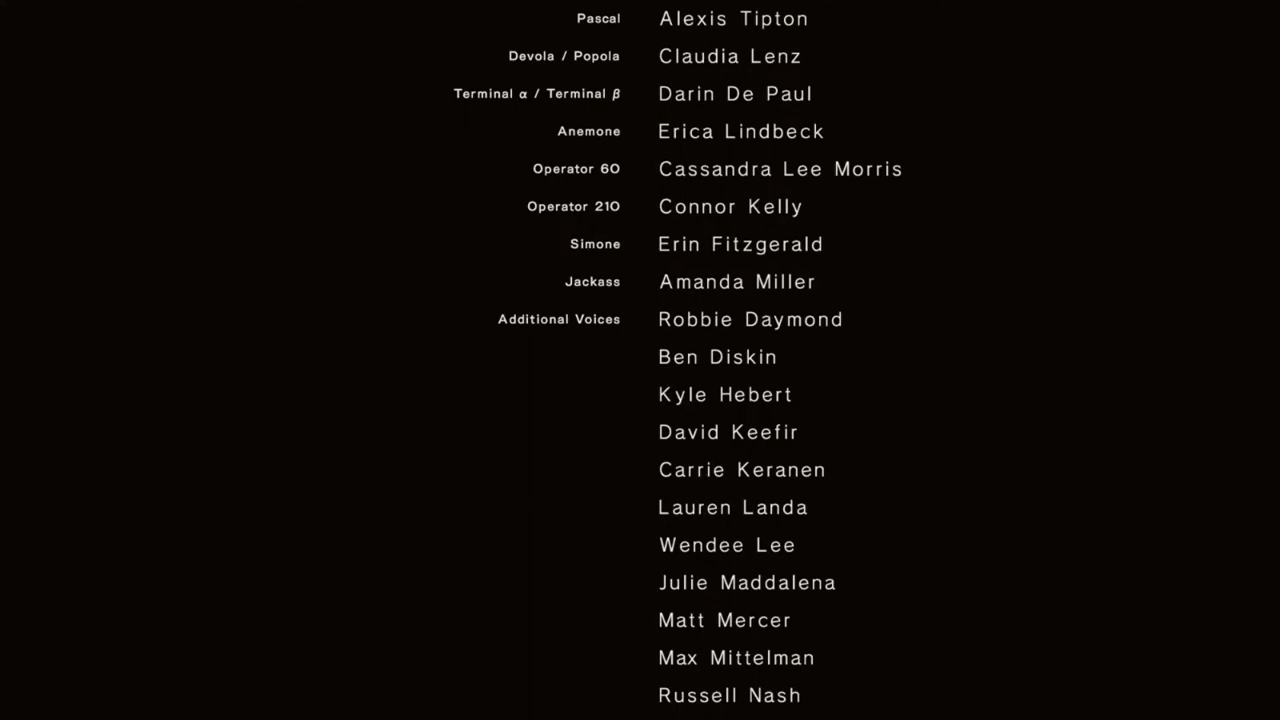 Pascal Alexis Tipton
Devola / Popola Claudia Lenz
Terminal α / Terminal β Darin De Paul
Anemone Erica Lindbeck
Operator 6O Cassandra Lee Morris
Operator 21O Connor Kelly
Simone Erin Fitzgerald
Jackass Amanda Miller
Additional Voices Robbie Daymond
Ben Diskin
Kyle Hebert
David Keefir
Carrie Keranen
Lauren Landa
Wendee Lee
Julie Maddalena
Matt Mercer
Max Mittelman
Russell Nash